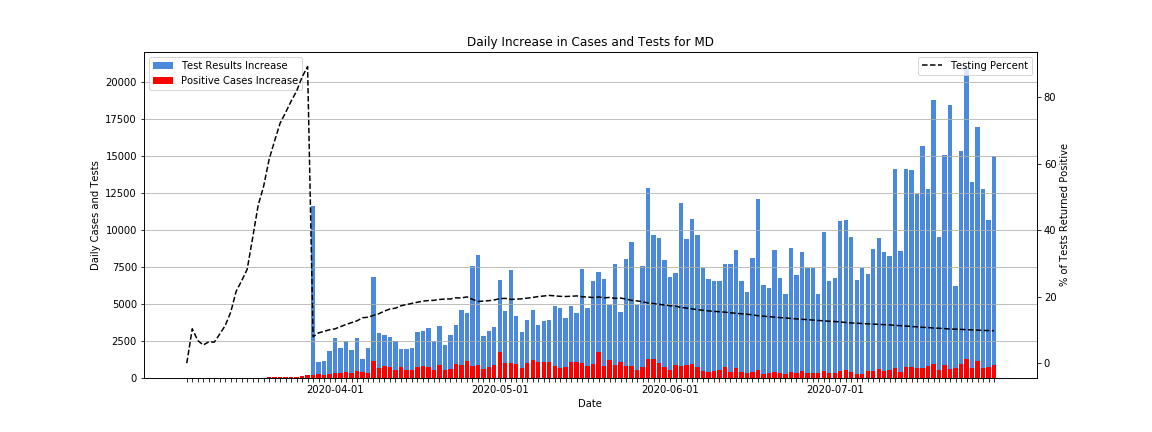 Daily Increase in Cases and Tests for MD
Test Results Increase
Positive Cases Increase
Testing Percent
Daily Cases and Tests
20000
17500
15000
12500
10000
7500
5000
2500
0
% of Tests Returned Positive
80
60
40
20
0
2020-04-01
2020-05-01
2020-06-01
2020-07-01
Date